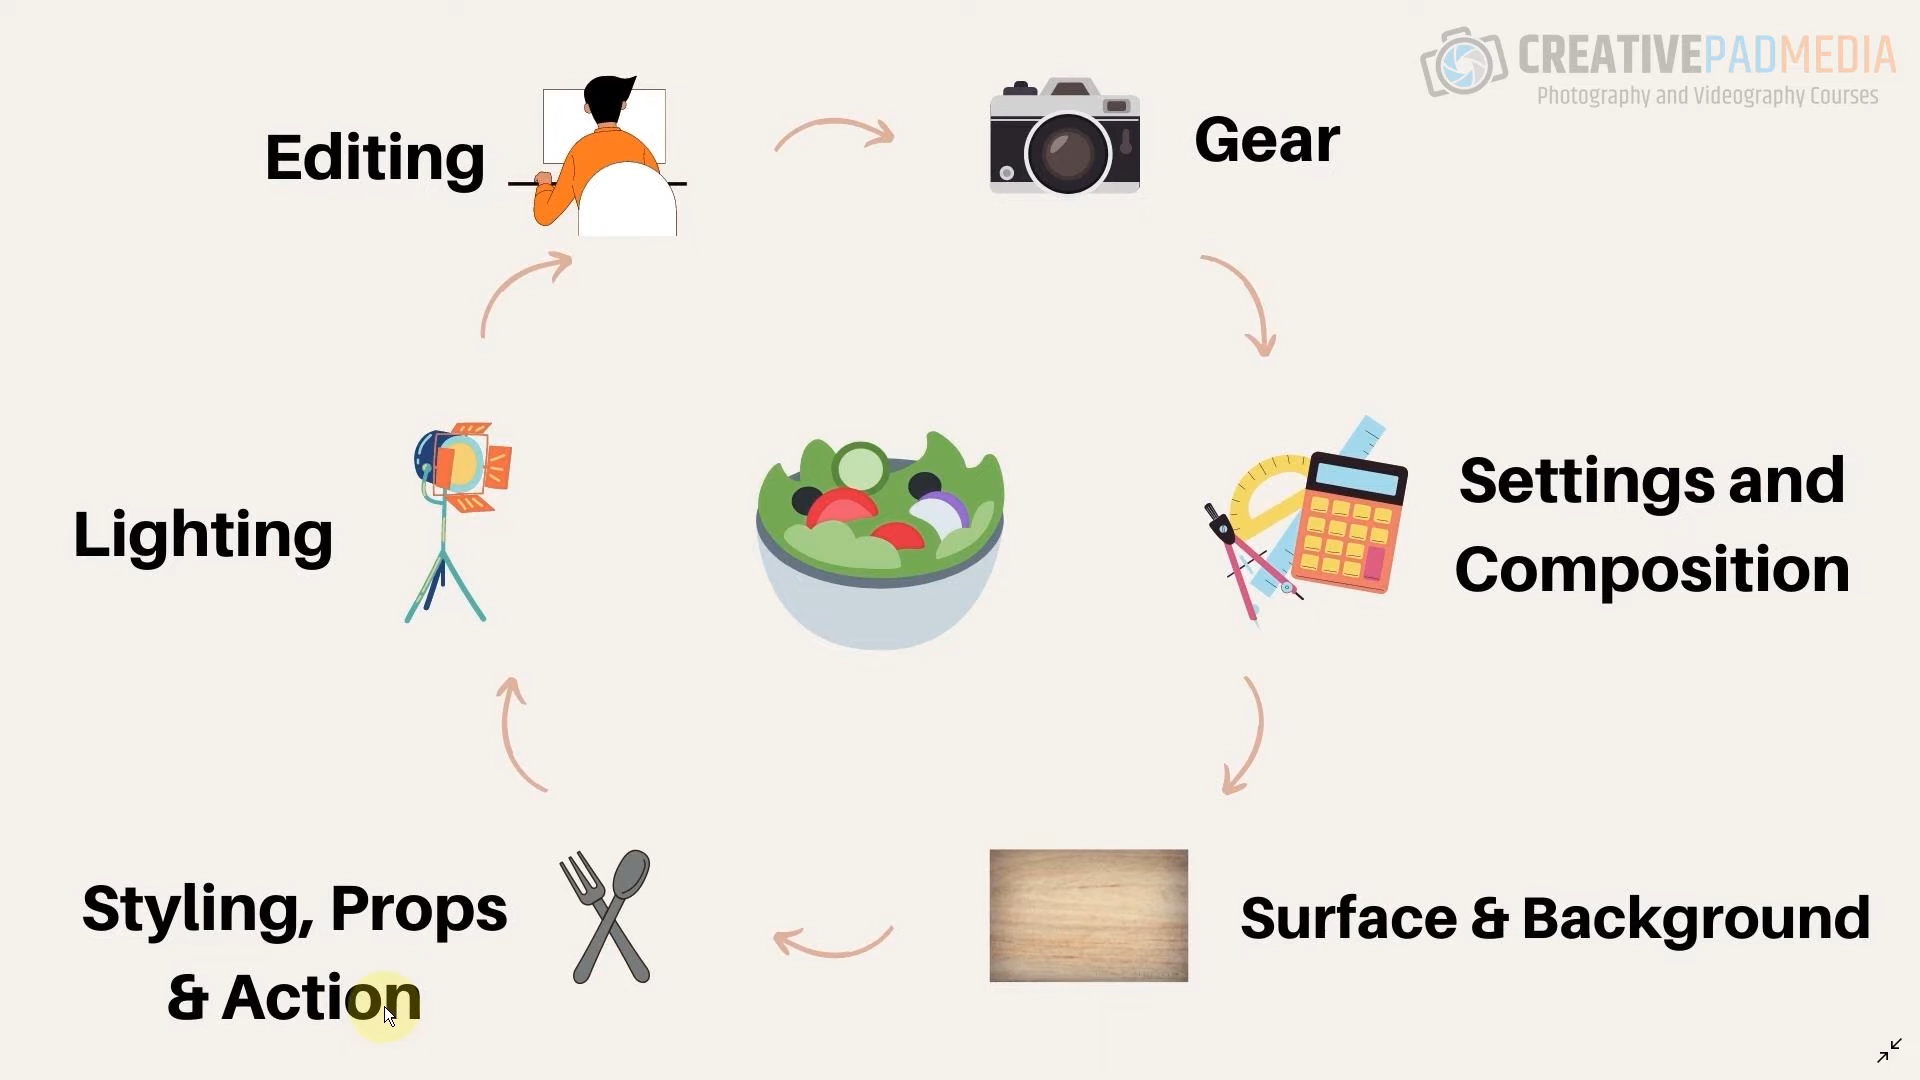 CREATIVEPADMEDIA
Photography and Videography Courses
Editing
Gear
Lighting
Settings and
Composition
Styling, Props
& Action
Surface & Background